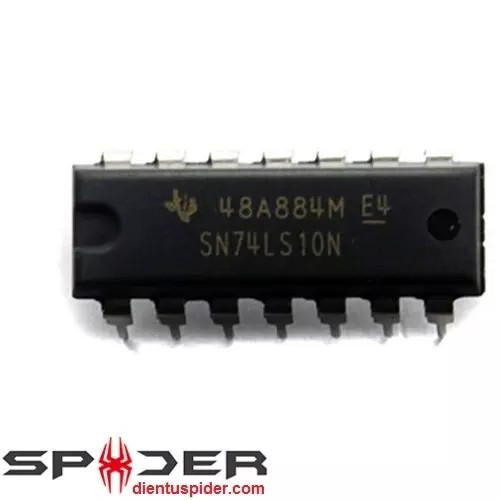 48A884M E4
SN74LS10N
SPIDER
dientuspider.com